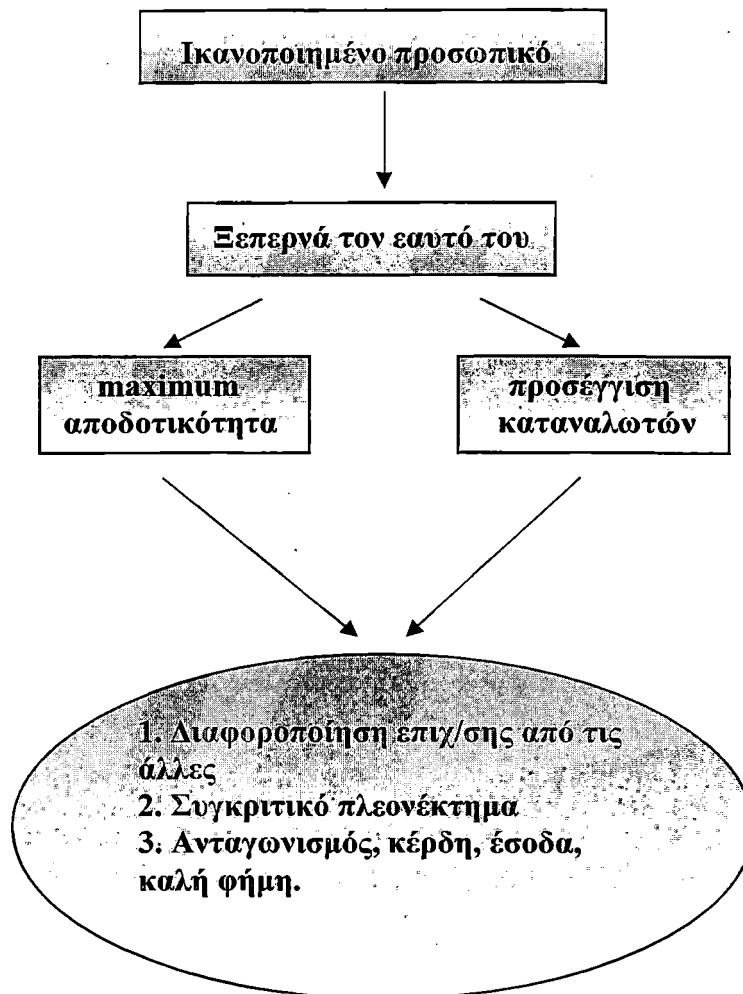 Ικανοποιημένο προσωπικό
Ξεπερνά τον εαυτό του
maximum
αποδοτικότητα
προσέγγιση
καταναλωτών
1. Διαφοροποίηση επιχ/σης από τις
άλλες
2. Συγκριτικό πλεονέκτημα
3. Ανταγωνισμός, κέρδη, έσοδα,
καλή φήμη.